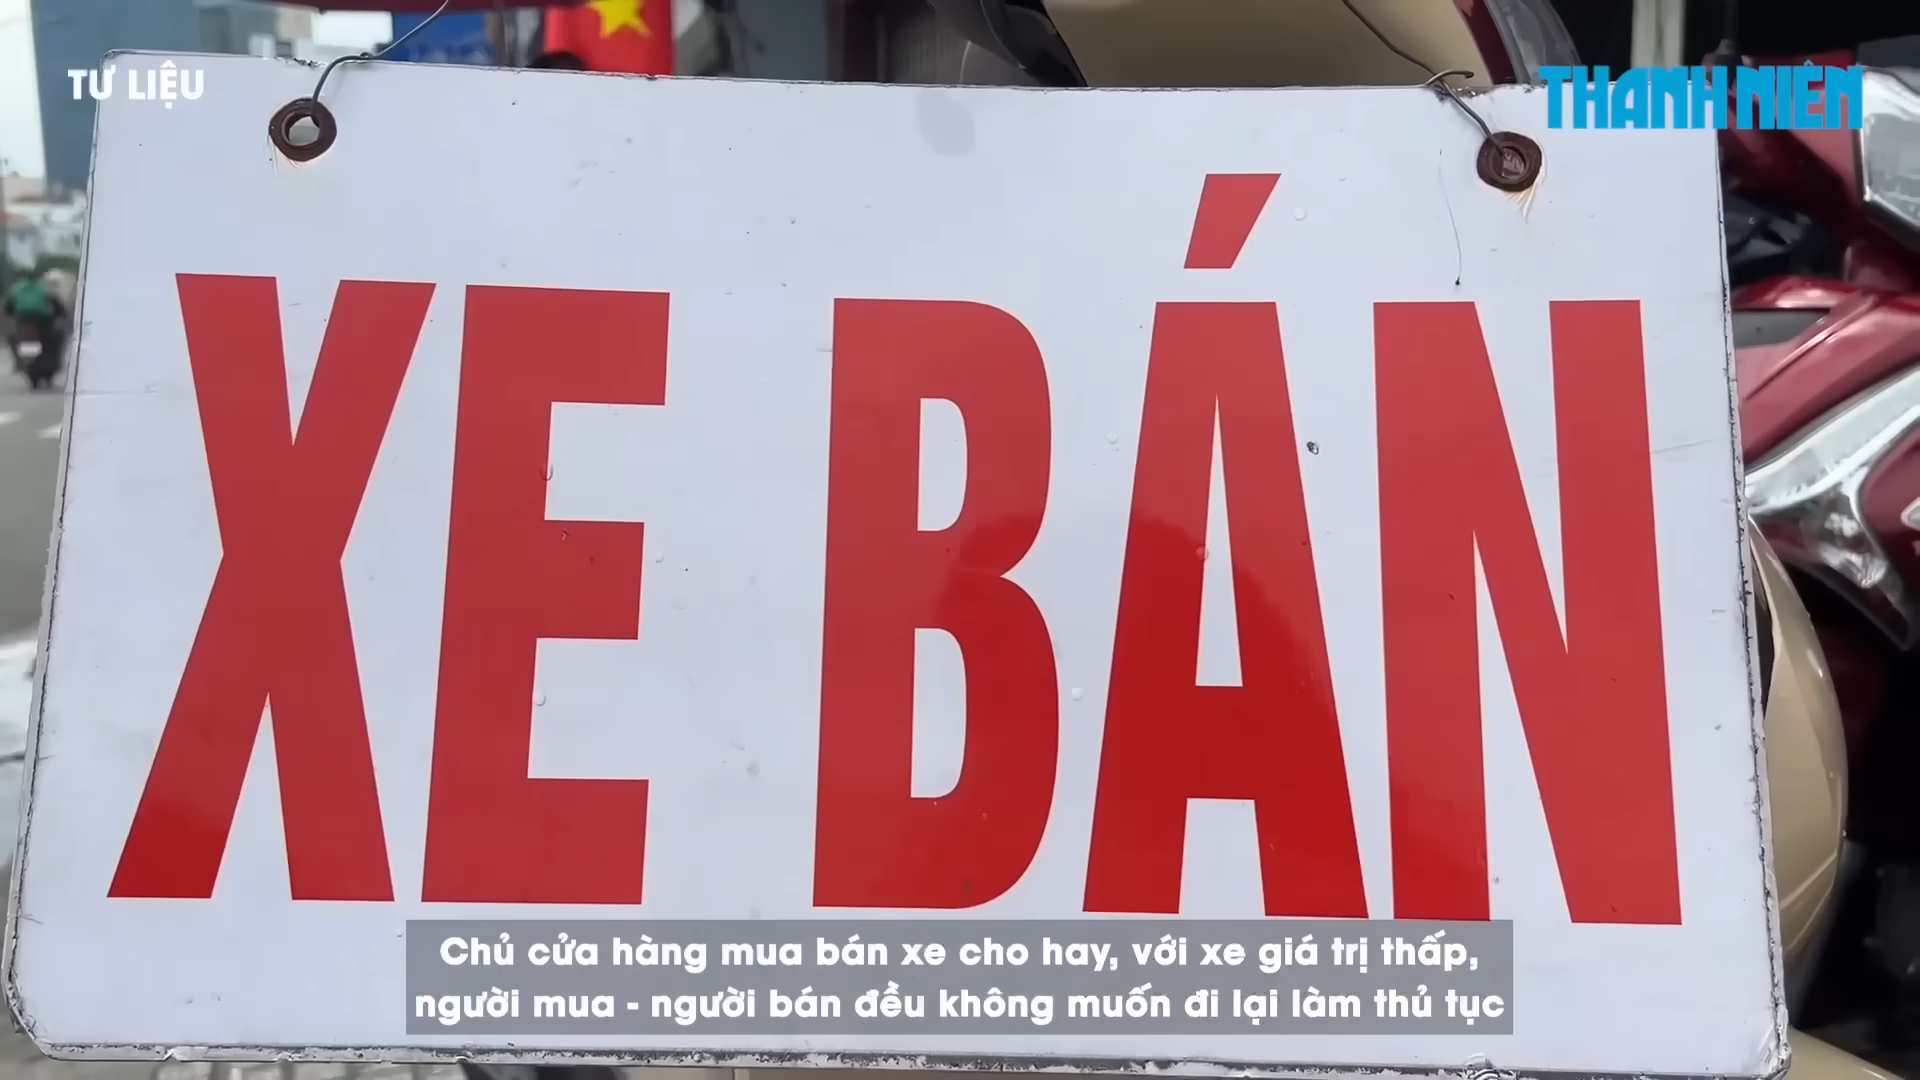 TƯ LIỆU
THANH NIÊN
XE BÁN
Chủ cửa hàng mua bán xe cho hay, với xe giá trị thấp,
người mua - người bán đều không muốn đi lại làm thủ tục